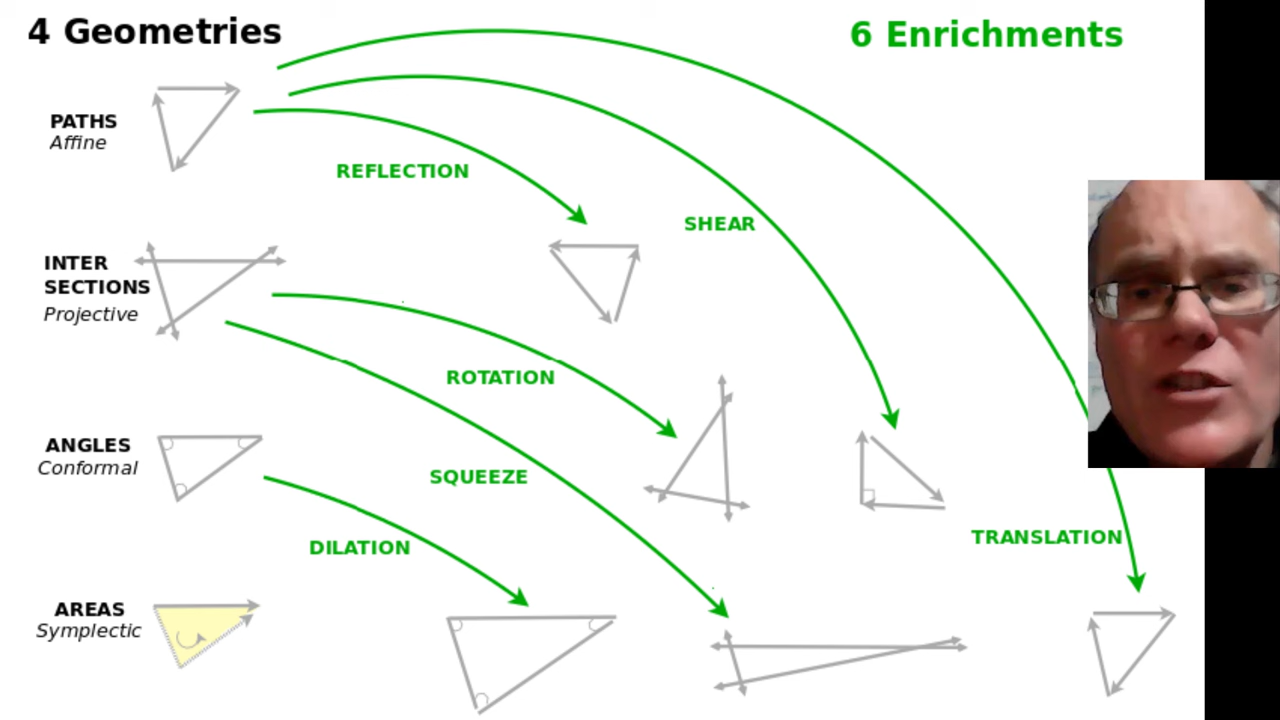 4 Geometries
6 Enrichments
PATHS
Affine
REFLECTION
SHEAR
INTER
SECTIONS
Projective
ROTATION
ANGLES
Conformal
SQUEEZE
DILATION
TRANSLATION
AREAS
Symplectic